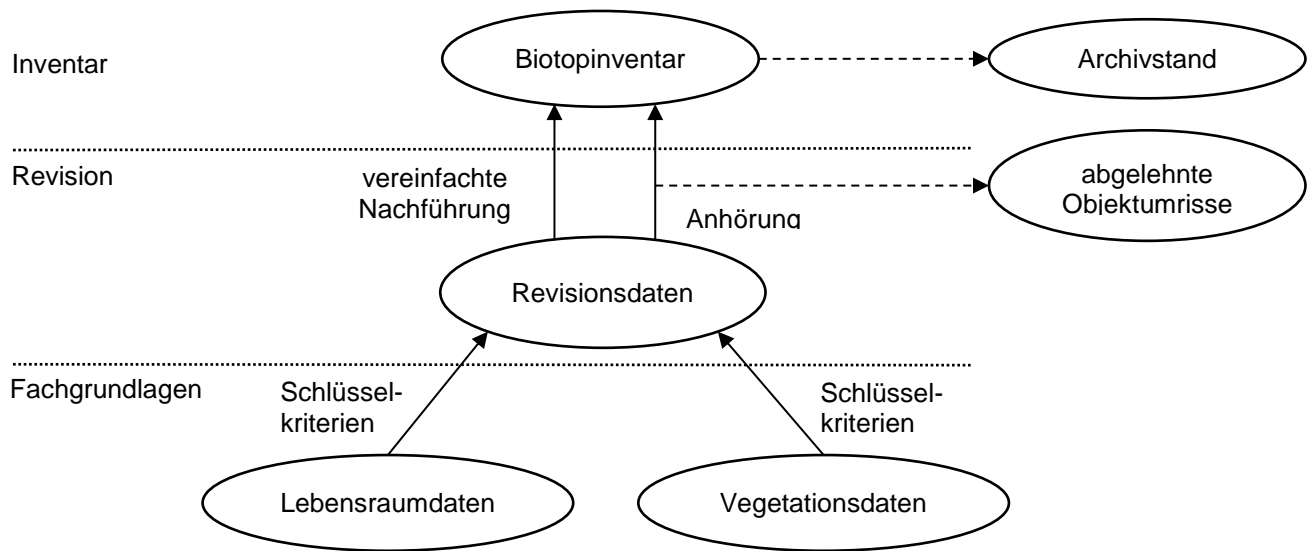 Inventar
Biotopinventar
Archivstand
Revision
vereinfachte
Nachführung
Anhörung
abgelehnte
Objektumrisse
Revisionsdaten
Fachgrundlagen
Schlüssel-
kriterien
Schlüssel-
kriterien
Lebensraumdaten
Vegetationsdaten